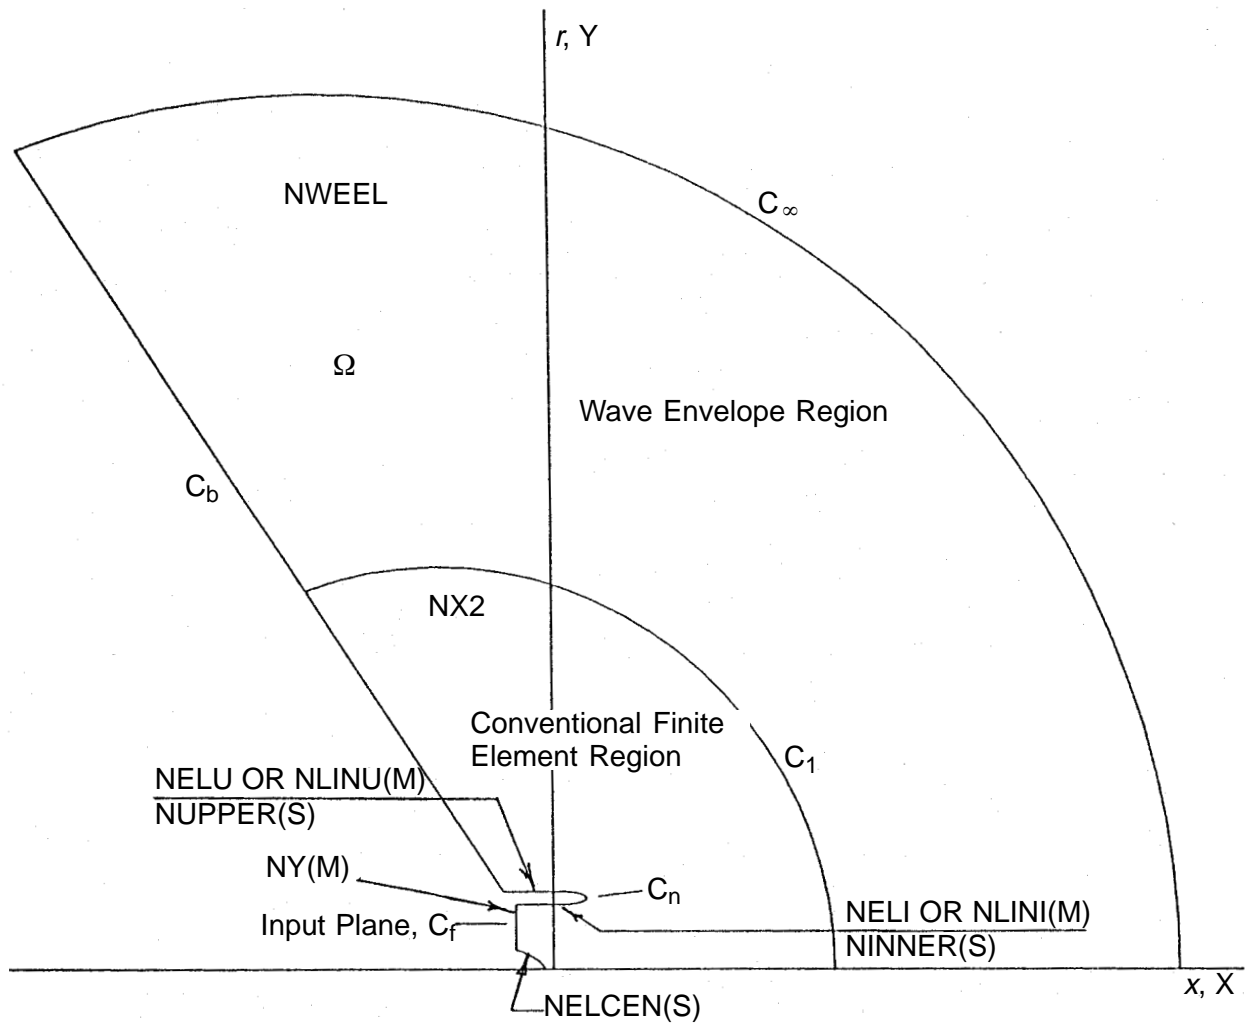 r, Y
NWEEL
C∞
Ω
Wave Envelope Region
Cb
NX2
Conventional Finite
Element Region
C1
NELU OR NLINU(M)
NUPPER(S)
NY(M)
Cn
Input Plane, Cf
NELI OR NLINI(M)
NINNER(S)
x, X
NELCEN(S)